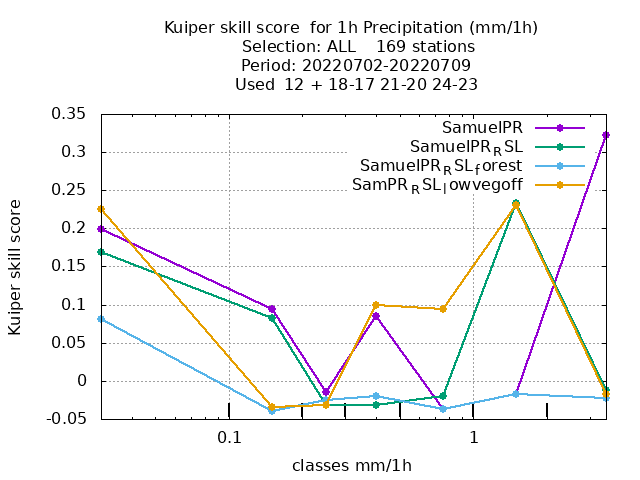 Kuiper skill score  for 1h Precipitation (mm/1h)
Selection: ALL    169 stations
Period: 20220702-20220709
Used  12 + 18-17 21-20 24-23
SamuelPR
SamuelPR_RSL
SamuelPR_RSL_forest
SamPR_RSL_lowvegoff
0.35
0.3
0.25
0.2
0.15
0.1
0.05
0
-0.05
Kuiper skill score
0.1
1
classes mm/1h